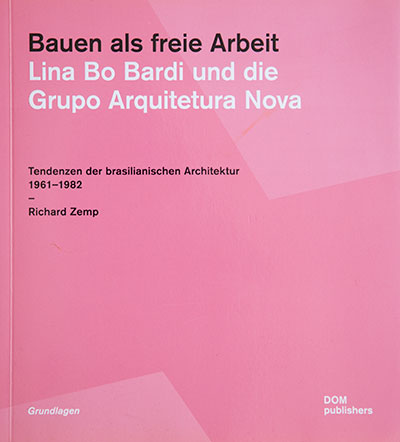 Bauen als freie Arbeit
Lina Bo Bardi und die
Grupo Arquitetura Nova
Tendenzen der brasilianischen Architektur
1961–1982
–
Richard Zemp
Grundlagen
DOM
publishers